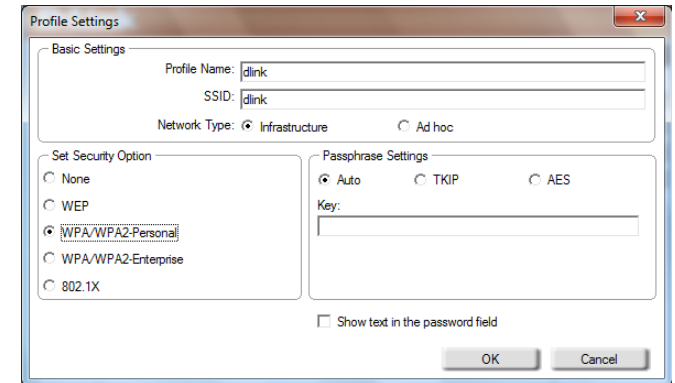 Profile Settings
Basic Settings
Profile Name: dlink
SSID: dlink
Network Type: Infrastructure Ad hoc
Set Security Option
None
WEP
WPA/WPA2-Personal
WPA/WPA2-Enterprise
802.1X
Passphrase Settings
Auto TKIP AES
Key:
Show text in the password field
OK Cancel